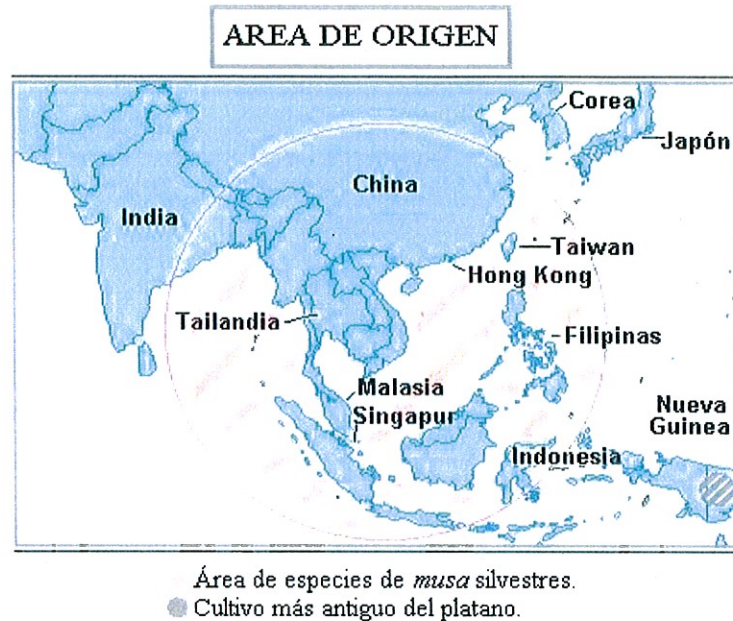 AREA DE ORIGEN
Corea
Japón
China
India
Taiwan
Hong Kong
Tailandia
Filipinas
Malasia
Singapur
Nueva
Guinea
Indonesia
Área de especies de musa silvestres.
Cultivo más antiguo del platano.